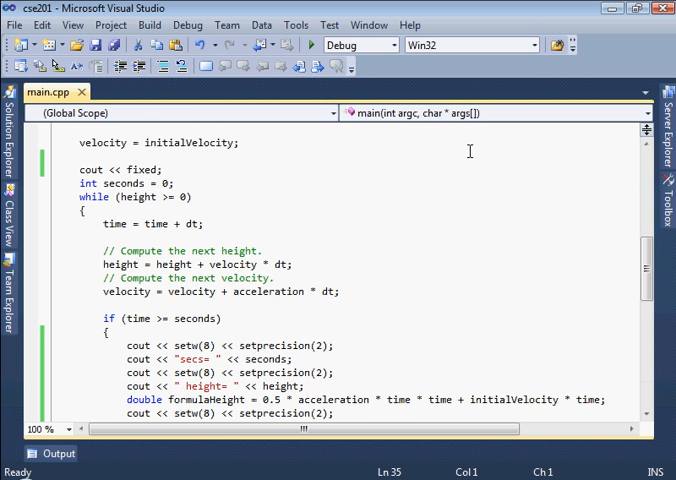 cse201 - Microsoft Visual Studio
File Edit View Project Build Debug Team Data Tools Test Window Help
Debug Win32
main.cpp
(Global Scope) main(int argc, char * args[])
velocity = initialVelocity;
cout << fixed;
int seconds = 0;
while (height >= 0)
{
time = time + dt;
// Compute the next height.
height = height + velocity * dt;
// Compute the next velocity.
velocity = velocity + acceleration * dt;
if (time >= seconds)
{
cout << setw(8) << setprecision(2);
cout << "secs= " << seconds;
cout << setw(8) << setprecision(2);
cout << " height= " << height;
double formulaHeight = 0.5 * acceleration * time * time + initialVelocity * time;
cout << setw(8) << setprecision(2);
100 %
Solution Explorer
Class View
Team Explorer
Server Explorer
Toolbox
Output
Ready Ln 35 Col 1 Ch 1 INS